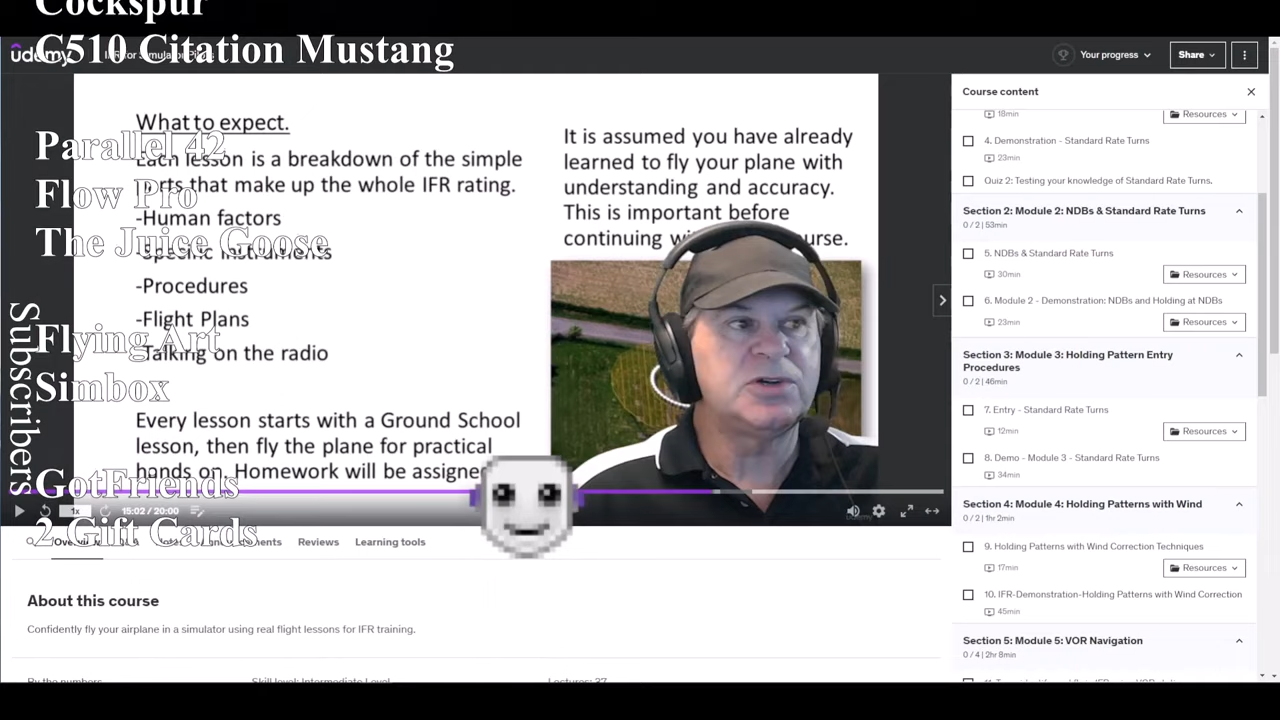 Cockspur
C510 Citation Mustang
Parallel 42
Flow Pro
The Juice Goose
Flying Art
Simbox
GotFriends
2 Gift Cards
Subscribers
ûdemy
Your progress
Share
What to expect.
Each lesson is a breakdown of the simple
parts that make up the whole IFR rating.
-Human factors
-Specific instruments
-Procedures
-Flight Plans
-Talking on the radio
Every lesson starts with a Ground School
lesson, then fly the plane for practical
hands on. Homework will be
It is assumed you have already
learned to fly your plane with
understanding and accuracy.
This is important before
continuing
1x
15:02 / 20:00
Overview
Reviews
Learning tools
About this course
Confidently fly your airplane in a simulator using real flight lessons for IFR training.
By the numbers
Skill level: Intermediate Level
Lectures: 37
Course content
18min
Resources
4. Demonstration - Standard Rate Turns
23min
Quiz 2: Testing your knowledge of Standard Rate Turns.
Section 2: Module 2: NDBs & Standard Rate Turns
0 / 2 | 53min
5. NDBs & Standard Rate Turns
30min
Resources
6. Module 2 - Demonstration: NDBs and Holding at NDBs
23min
Resources
Section 3: Module 3: Holding Pattern Entry
Procedures
0 / 2 | 46min
7. Entry - Standard Rate Turns
12min
Resources
8. Demo - Module 3 - Standard Rate Turns
34min
Section 4: Module 4: Holding Patterns with Wind
0 / 2 | 1hr 2min
9. Holding Patterns with Wind Correction Techniques
17min
Resources
10. IFR-Demonstration-Holding Patterns with Wind Correction
45min
Section 5: Module 5: VOR Navigation
0 / 4 | 2hr 8min